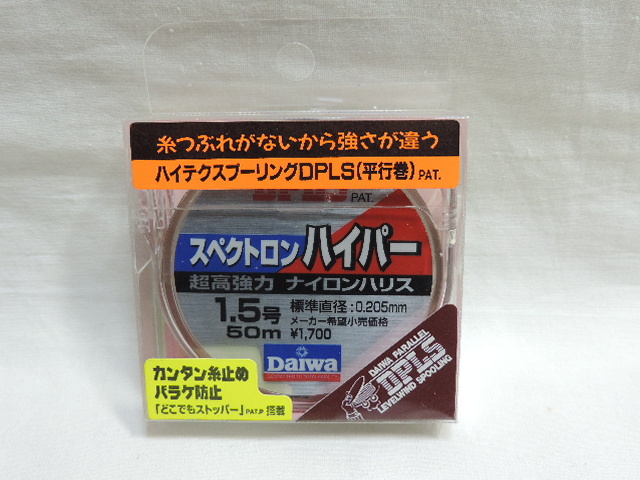 糸つぶれがないから強さが違う
ハイテクスプーリングDPLS(平行巻)PAT.
PAT.
スペクトロン ハイパー
超高強力 ナイロンハリス
1.5号 標準直径:0.205mm
50m メーカー希望小売価格
¥1,700
Daiwa
カンタン糸止め
バラケ防止
「どこでもストッパー」PAT.P 搭載
DAIWA PARALLEL
DPLS
LEVELWIND SPOOLING